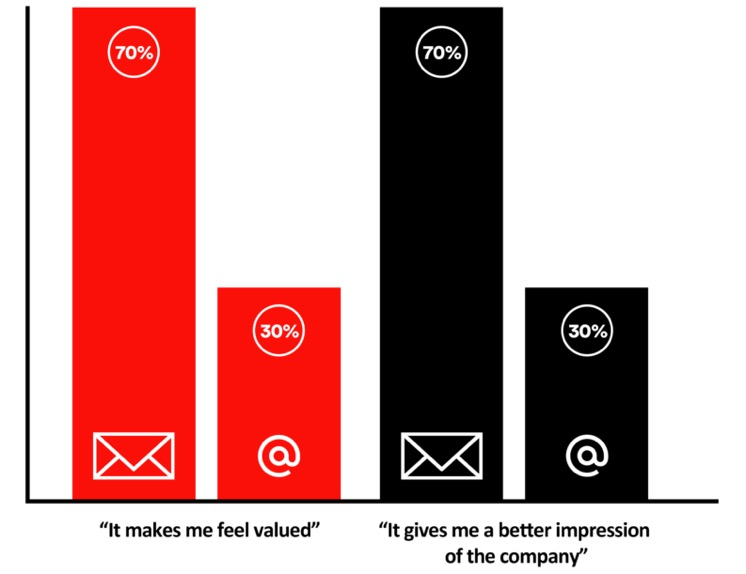 70%
70%
30%
30%
@
@
“It makes me feel valued”
“It gives me a better impression
of the company”